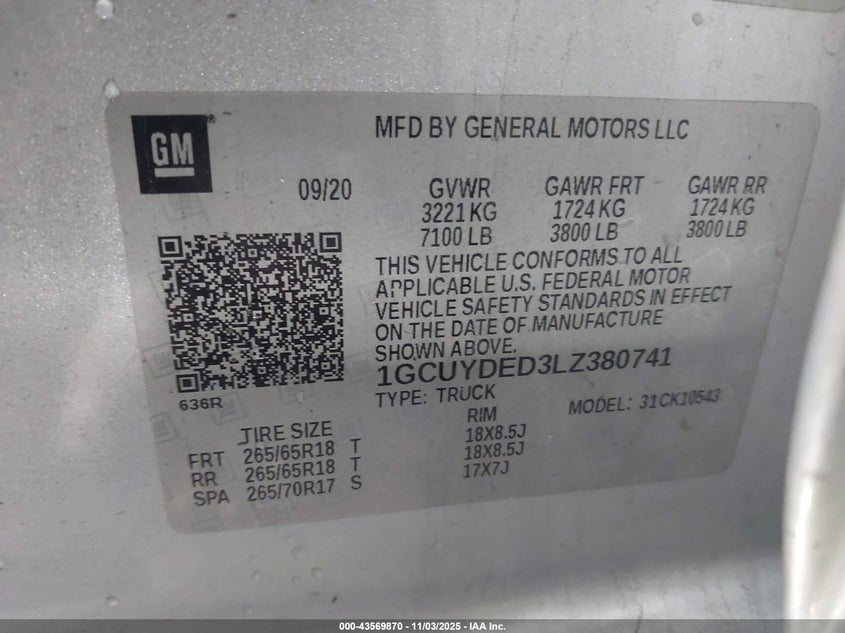 GM
MFD BY GENERAL MOTORS LLC
09/20
GVWR GAWR FRT GAWR RR
3221 KG 1724 KG 1724 KG
7100 LB 3800 LB 3800 LB
THIS VEHICLE CONFORMS TO ALL
APPLICABLE U.S. FEDERAL MOTOR
VEHICLE SAFETY STANDARDS IN EFFECT
ON THE DATE OF MANUFACTURE
SHOWN ABOVE.
1GCUYDED3LZ380741
TYPE: TRUCK MODEL: 31CK10543
636R
TIRE SIZE RIM
FRT 265/65R18 T 18X8.5J
RR 265/65R18 T 18X8.5J
SPA 265/70R17 S 17X7J
000-43569870 - 11/03/2025 - IAA Inc.